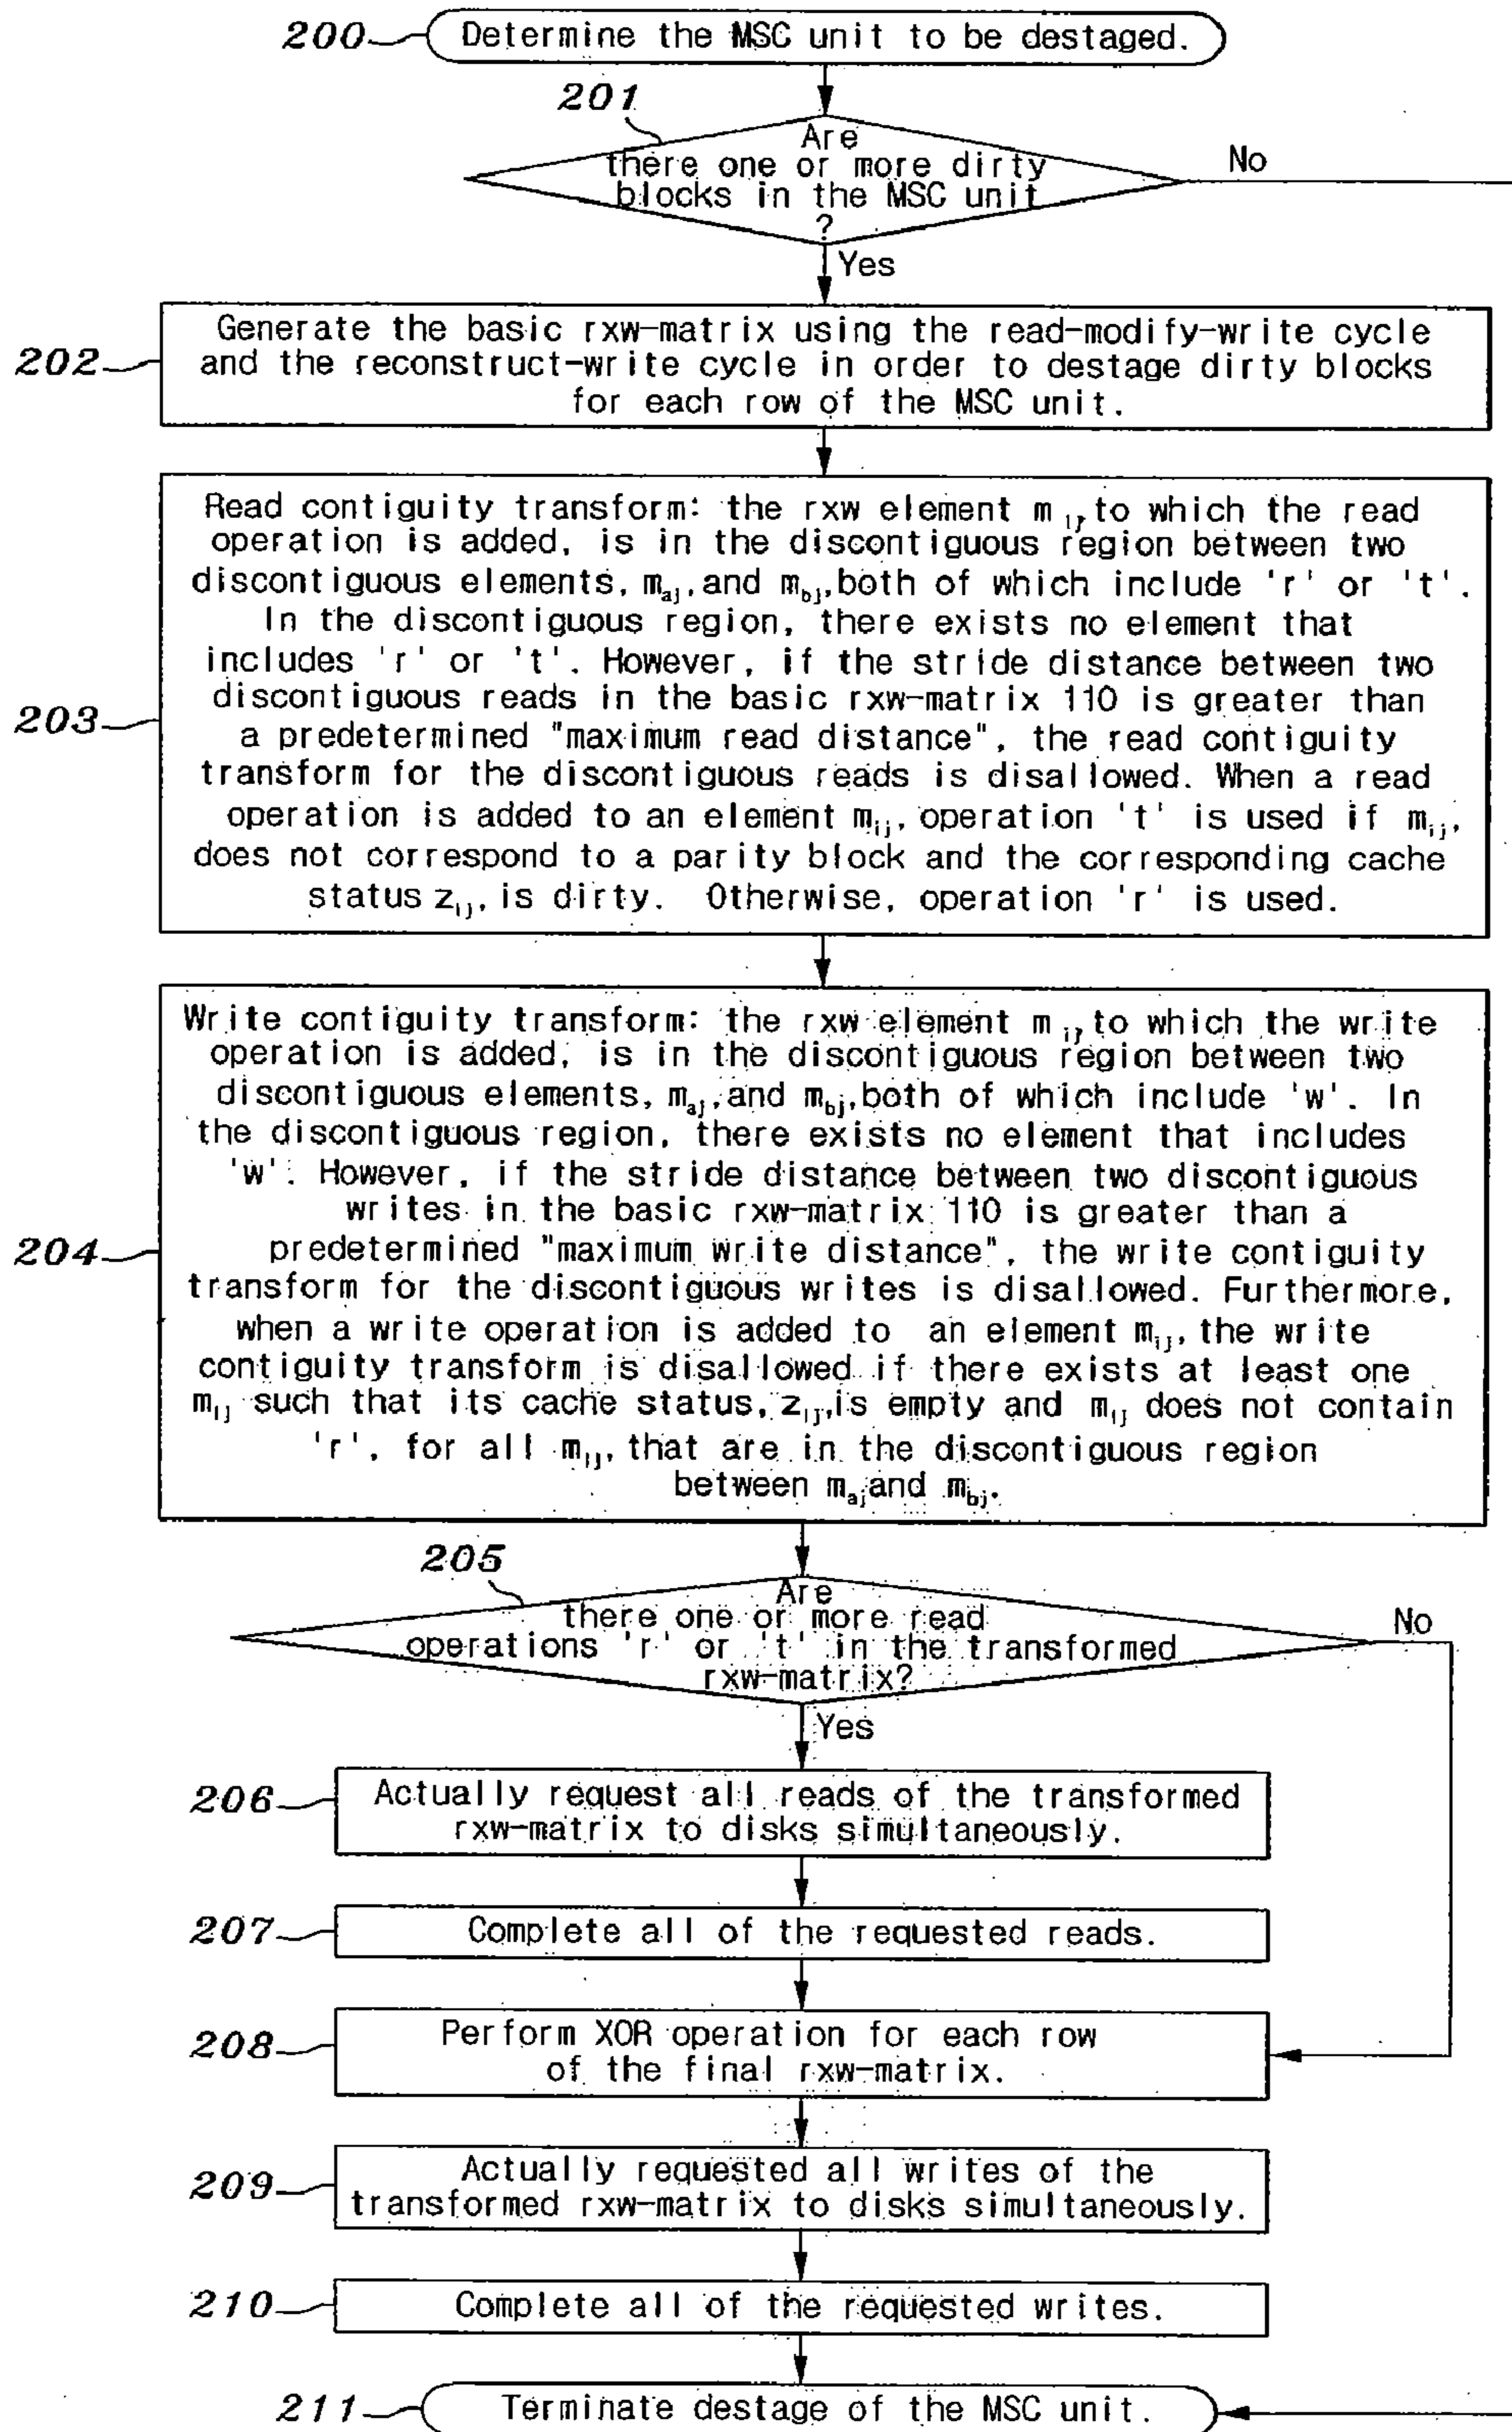 200 Determine the MSC unit to be destaged.
201
Are
there one or more dirty
blocks in the MSC unit
?
No
Yes
Generate the basic rxw-matrix using the read-modify-write cycle
202 and the reconstruct-write cycle in order to destage dirty blocks
for each row of the MSC unit.
Read contiguity transform: the rxw element m_ij, to which the read
operation is added, is in the discontiguous region between two
discontiguous elements, m_aj, and m_bj, both of which include 'r' or 't'.
In the discontiguous region, there exists no element that
includes 'r' or 't'. However, if the stride distance between two
203 discontiguous reads in the basic rxw-matrix 110 is greater than
a predetermined "maximum read distance", the read contiguity
transform for the discontiguous reads is disallowed. When a read
operation is added to an element m_ij, operation 't' is used if m_ij,
does not correspond to a parity block and the corresponding cache
status z_ij, is dirty. Otherwise, operation 'r' is used.
Write contiguity transform: the rxw element m_ij, to which the write
operation is added, is in the discontiguous region between two
discontiguous elements, m_aj, and m_bj, both of which include 'w'. In
the discontiguous region, there exists no element that includes
'w'. However, if the stride distance between two discontiguous
writes in the basic rxw-matrix 110 is greater than a
204 predetermined "maximum write distance", the write contiguity
transform for the discontiguous writes is disallowed. Furthermore,
when a write operation is added to an element m_ij, the write
contiguity transform is disallowed if there exists at least one
m_ij such that its cache status, z_ij, is empty and m_ij does not contain
'r', for all m_ij, that are in the discontiguous region
between m_aj and m_bj.
205
Are
there one or more read
operations 'r' or 't' in the transformed
rxw-matrix?
No
Yes
206 Actually request all reads of the transformed
rxw-matrix to disks simultaneously.
207 Complete all of the requested reads.
208 Perform XOR operation for each row
of the final rxw-matrix.
209 Actually requested all writes of the
transformed rxw-matrix to disks simultaneously.
210 Complete all of the requested writes.
211 Terminate destage of the MSC unit.